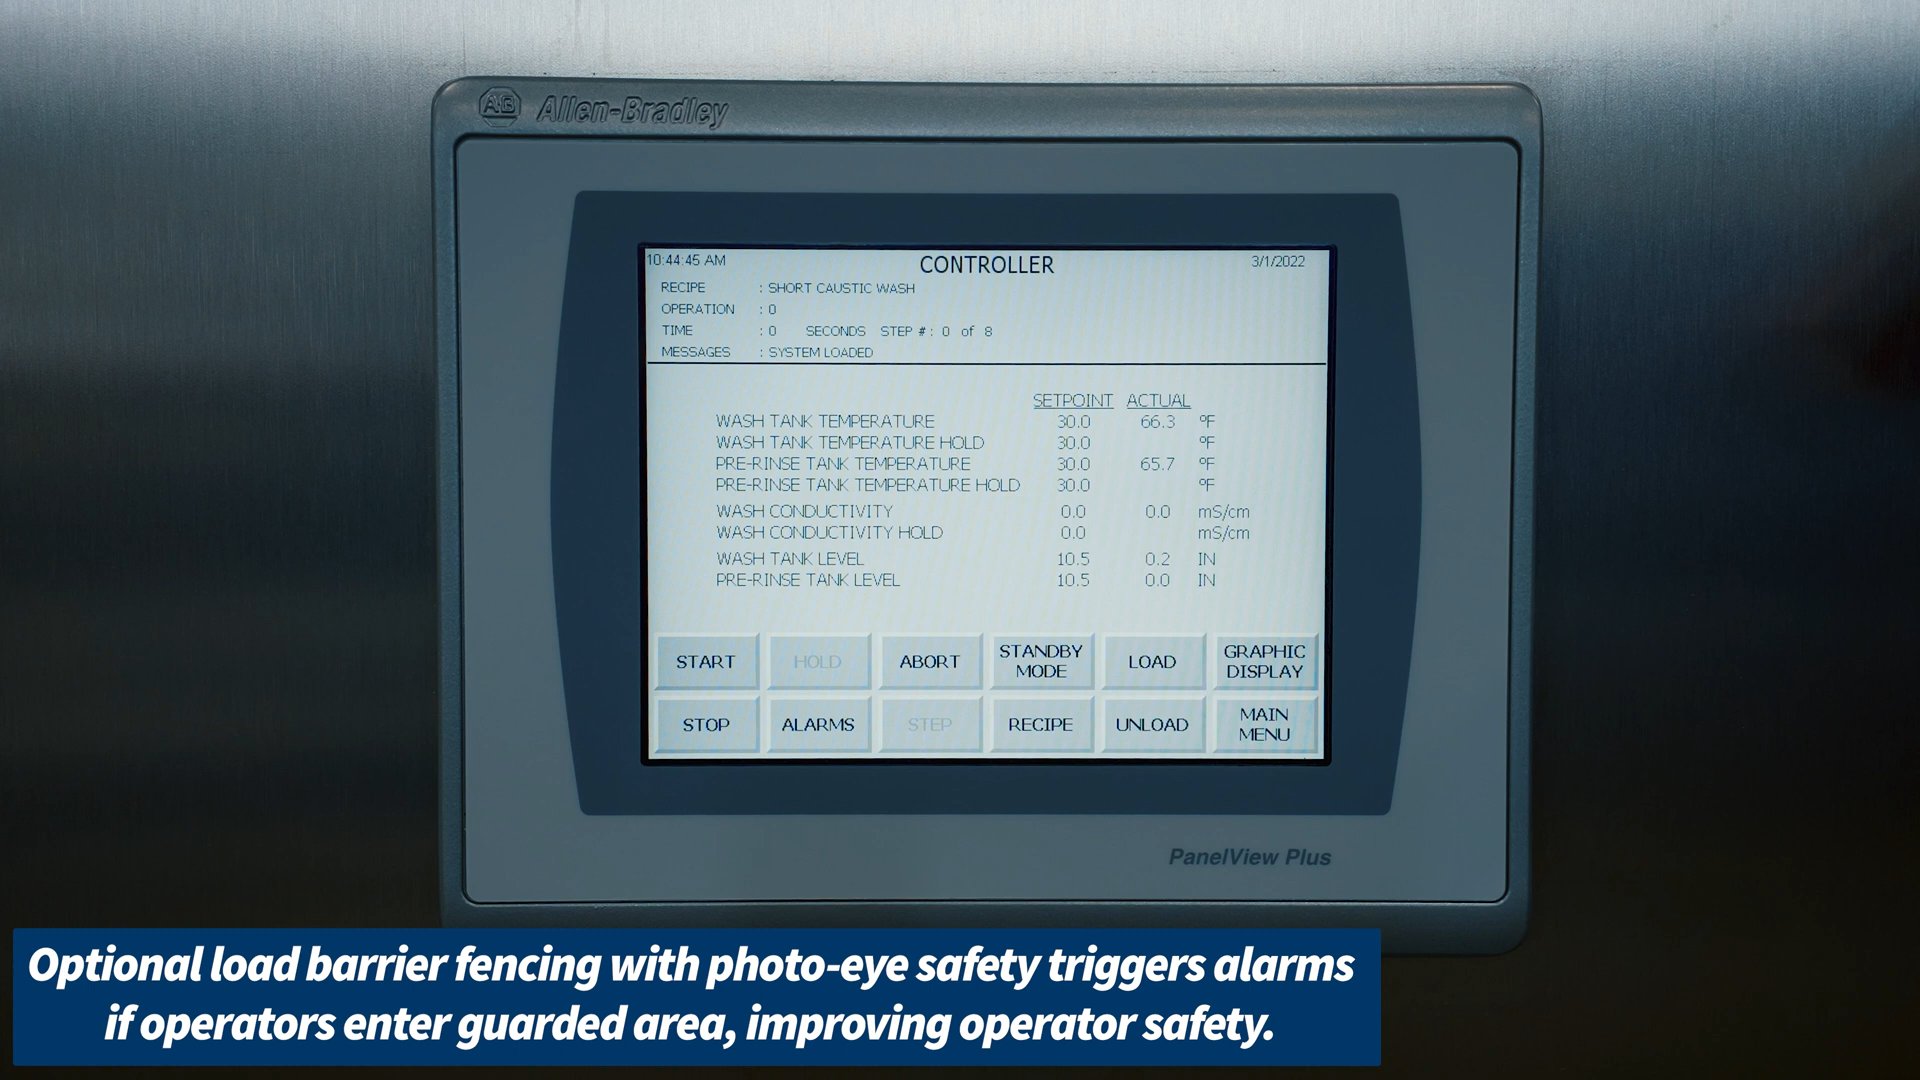 AB Allen-Bradley
10:44:45 AM CONTROLLER 3/1/2022
RECIPE : SHORT CAUSTIC WASH
OPERATION : 0
TIME : 0 SECONDS STEP #: 0 of 8
MESSAGES : SYSTEM LOADED
SETPOINT ACTUAL
WASH TANK TEMPERATURE 30.0 66.3 ºF
WASH TANK TEMPERATURE HOLD 30.0 ºF
PRE-RINSE TANK TEMPERATURE 30.0 65.7 ºF
PRE-RINSE TANK TEMPERATURE HOLD 30.0 ºF
WASH CONDUCTIVITY 0.0 0.0 mS/cm
WASH CONDUCTIVITY HOLD 0.0 mS/cm
WASH TANK LEVEL 10.5 0.2 IN
PRE-RINSE TANK LEVEL 10.5 0.0 IN
START
HOLD
ABORT
STANDBY
MODE
LOAD
GRAPHIC
DISPLAY
STOP
ALARMS
STEP
RECIPE
UNLOAD
MAIN
MENU
PanelView Plus
Optional load barrier fencing with photo-eye safety triggers alarms
if operators enter guarded area, improving operator safety.